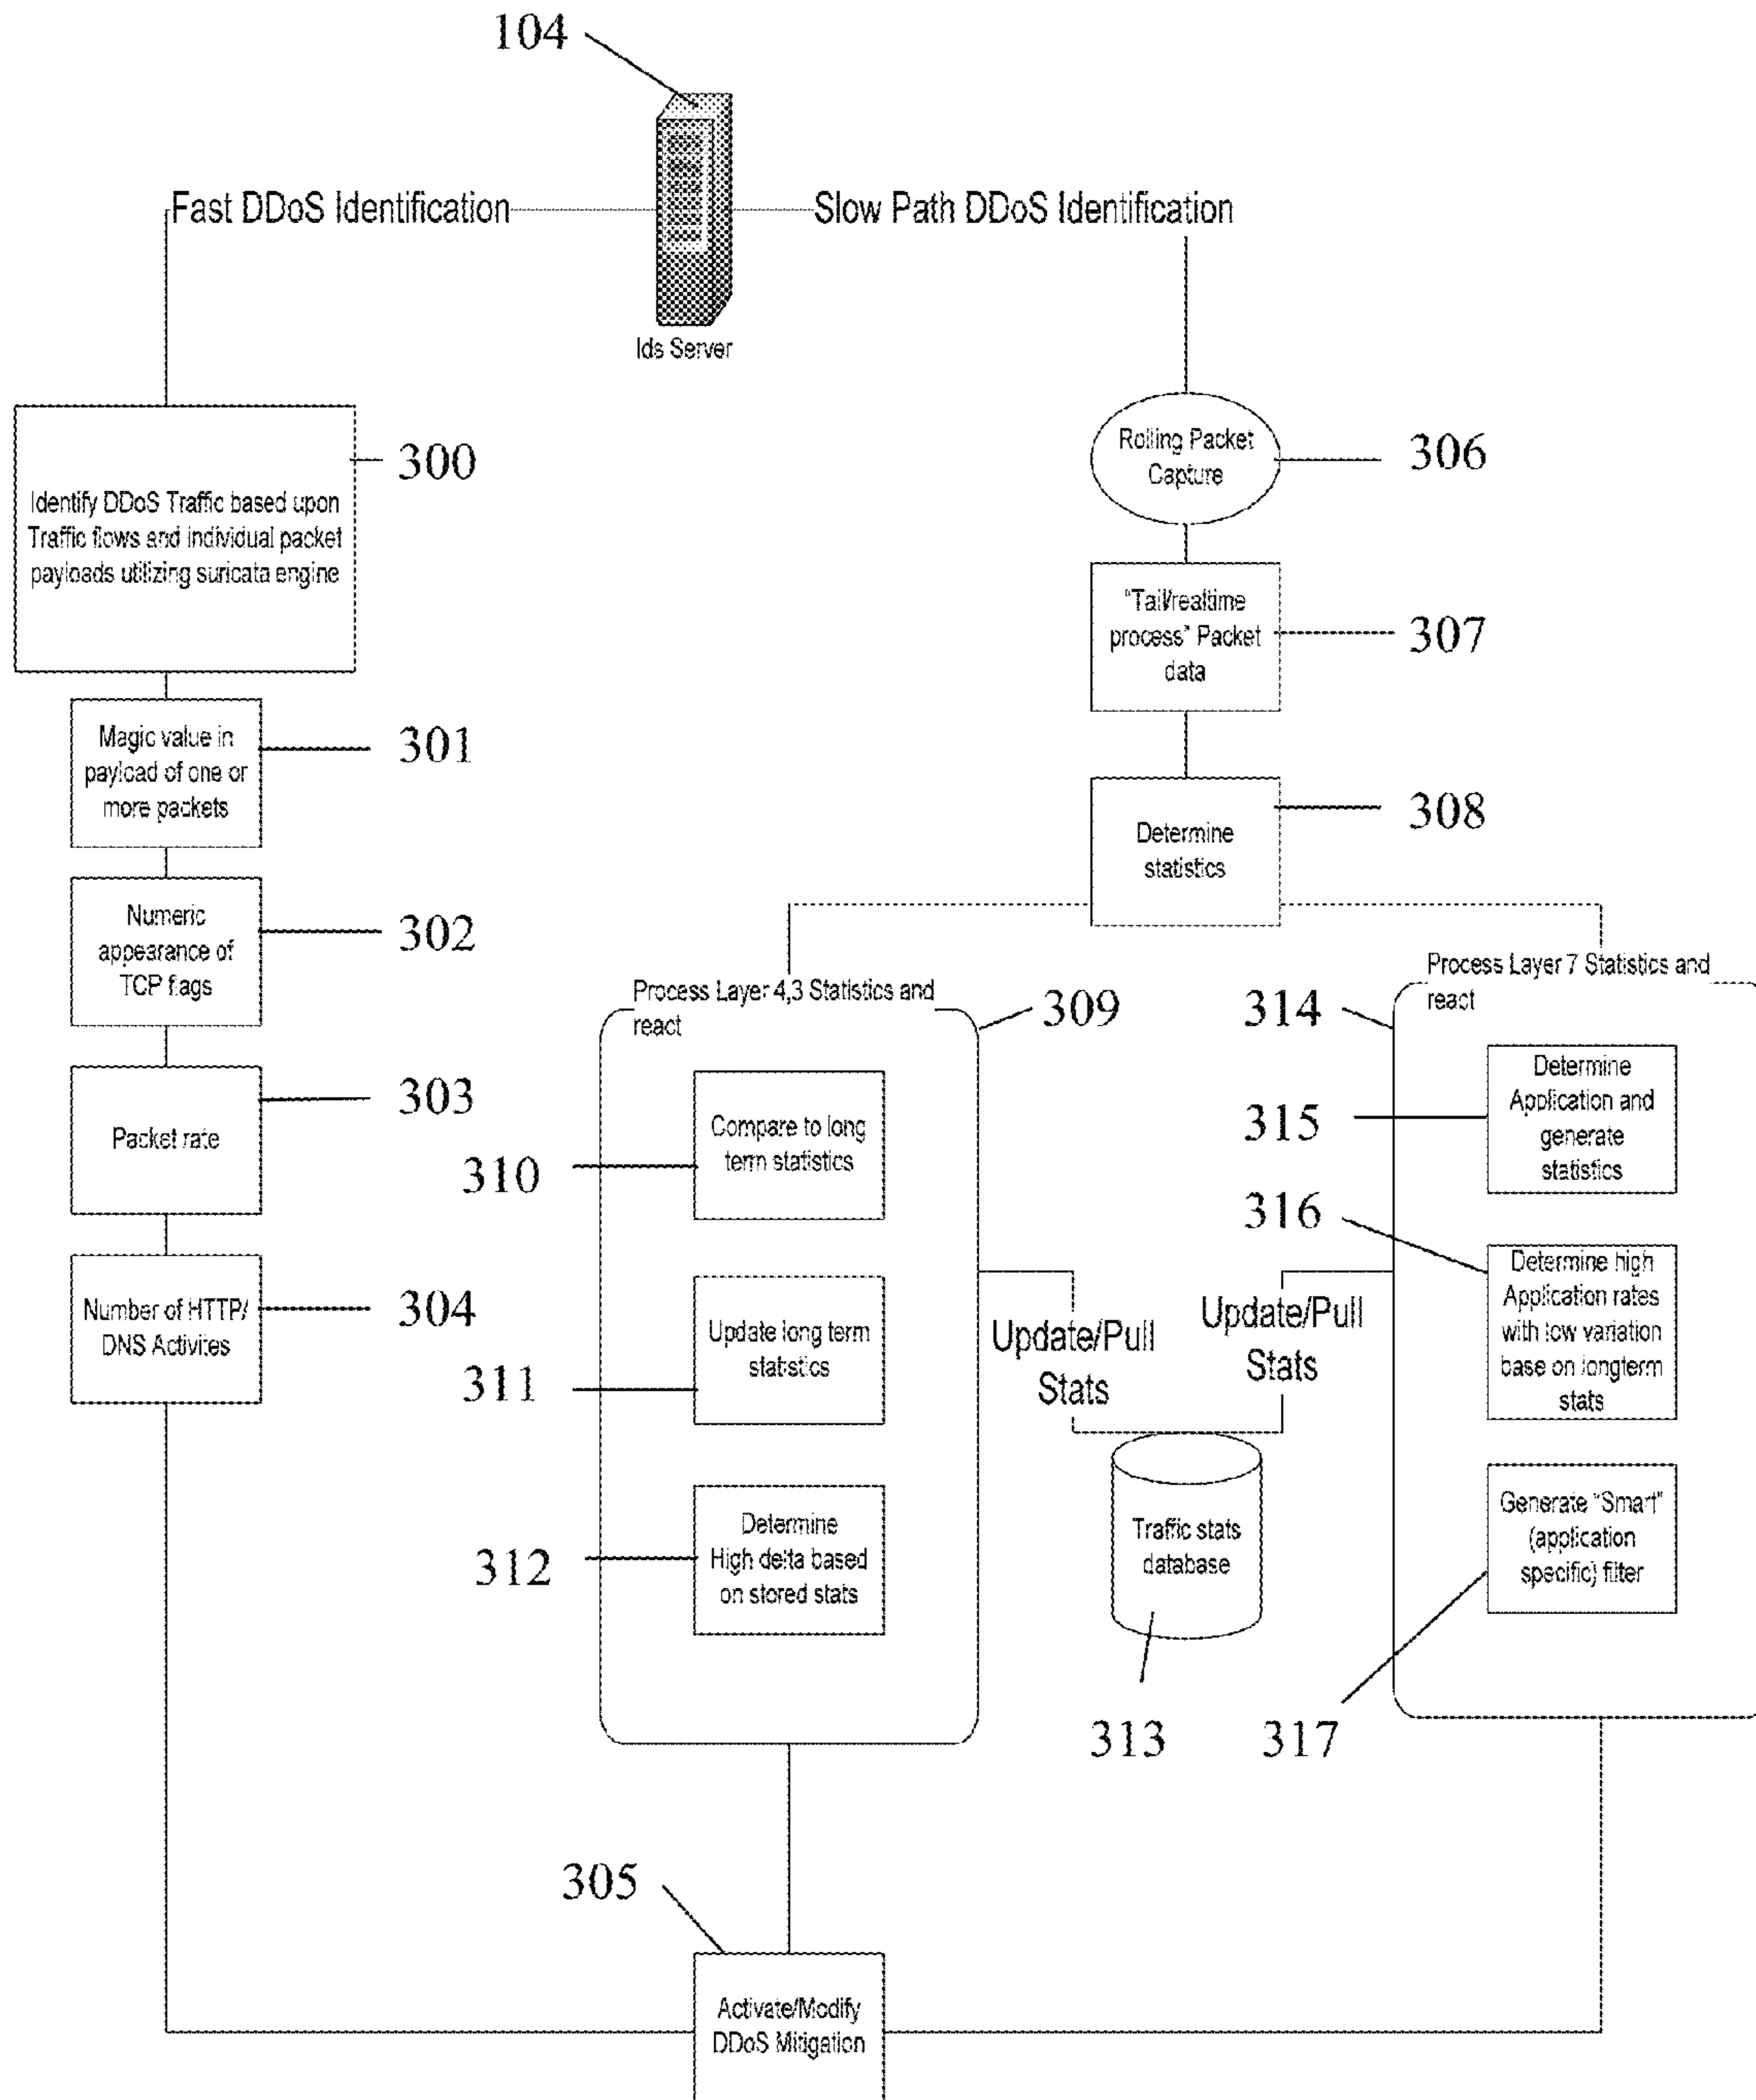 104
Fast DDoS Identification
Slow Path DDoS Identification
Ids Server
300
Identify DDoS Traffic based upon
Traffic flows and individual packet
payloads utilizing suricata engine
301
Magic value in
payload of one or
more packets
302
Numeric
appearance of
TCP flags
303
Packet rate
304
Number of HTTP/
DNS Activites
Rolling Packet
Capture
306
"Tail/realtime
process" Packet
data
307
Determine
statistics
308
Process Layer 4,3 Statistics and
react
309
Compare to long
term statistics
310
Update long term
statistics
311
Determine
High delta based
on stored stats
312
Update/Pull
Stats
Update/Pull
Stats
Traffic stats
database
313
Process Layer 7 Statistics and
react
314
Determine
Application and
generate
statistics
315
316
Determine high
Application rates
with low variation
base on longterm
stats
Generate "Smart"
(application
specific) filter
317
305
Activate/Modify
DDoS Mitigation